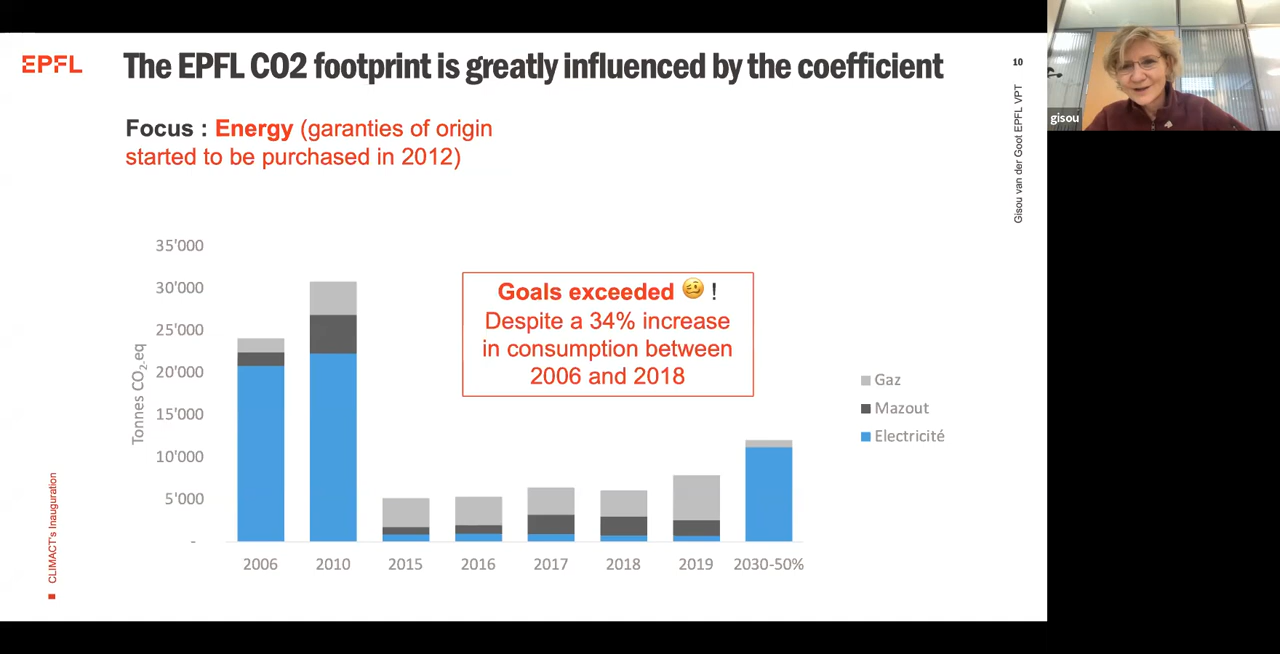 EPFL
The EPFL CO2 footprint is greatly influenced by the coefficient
10
Focus : Energy (garanties of origin
started to be purchased in 2012)
Gisou van der Goot EPFL VPT
gisou
35'000
30'000
25'000
20'000
15'000
10'000
5'000
-
Tonnes CO2.eq
Goals exceeded 🥴 !
Despite a 34% increase
in consumption between
2006 and 2018
Gaz
Mazout
Electricité
2006 2010 2015 2016 2017 2018 2019 2030-50%
CLIMACT's Inauguration